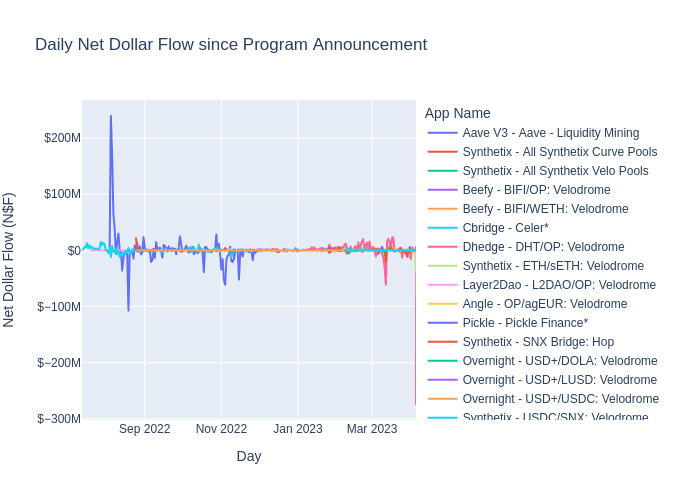 Daily Net Dollar Flow since Program Announcement
Net Dollar Flow (N$F)
$200M
$100M
$0
$−100M
$−200M
$−300M
Sep 2022
Nov 2022
Jan 2023
Mar 2023
Day
App Name
Aave V3 - Aave - Liquidity Mining
Synthetix - All Synthetix Curve Pools
Synthetix - All Synthetix Velo Pools
Beefy - BIFI/OP: Velodrome
Beefy - BIFI/WETH: Velodrome
Cbridge - Celer*
Dhedge - DHT/OP: Velodrome
Synthetix - ETH/sETH: Velodrome
Layer2Dao - L2DAO/OP: Velodrome
Angle - OP/agEUR: Velodrome
Pickle - Pickle Finance*
Synthetix - SNX Bridge: Hop
Overnight - USD+/DOLA: Velodrome
Overnight - USD+/LUSD: Velodrome
Overnight - USD+/USDC: Velodrome
Synthetix - USDC/SNX: Velodrome